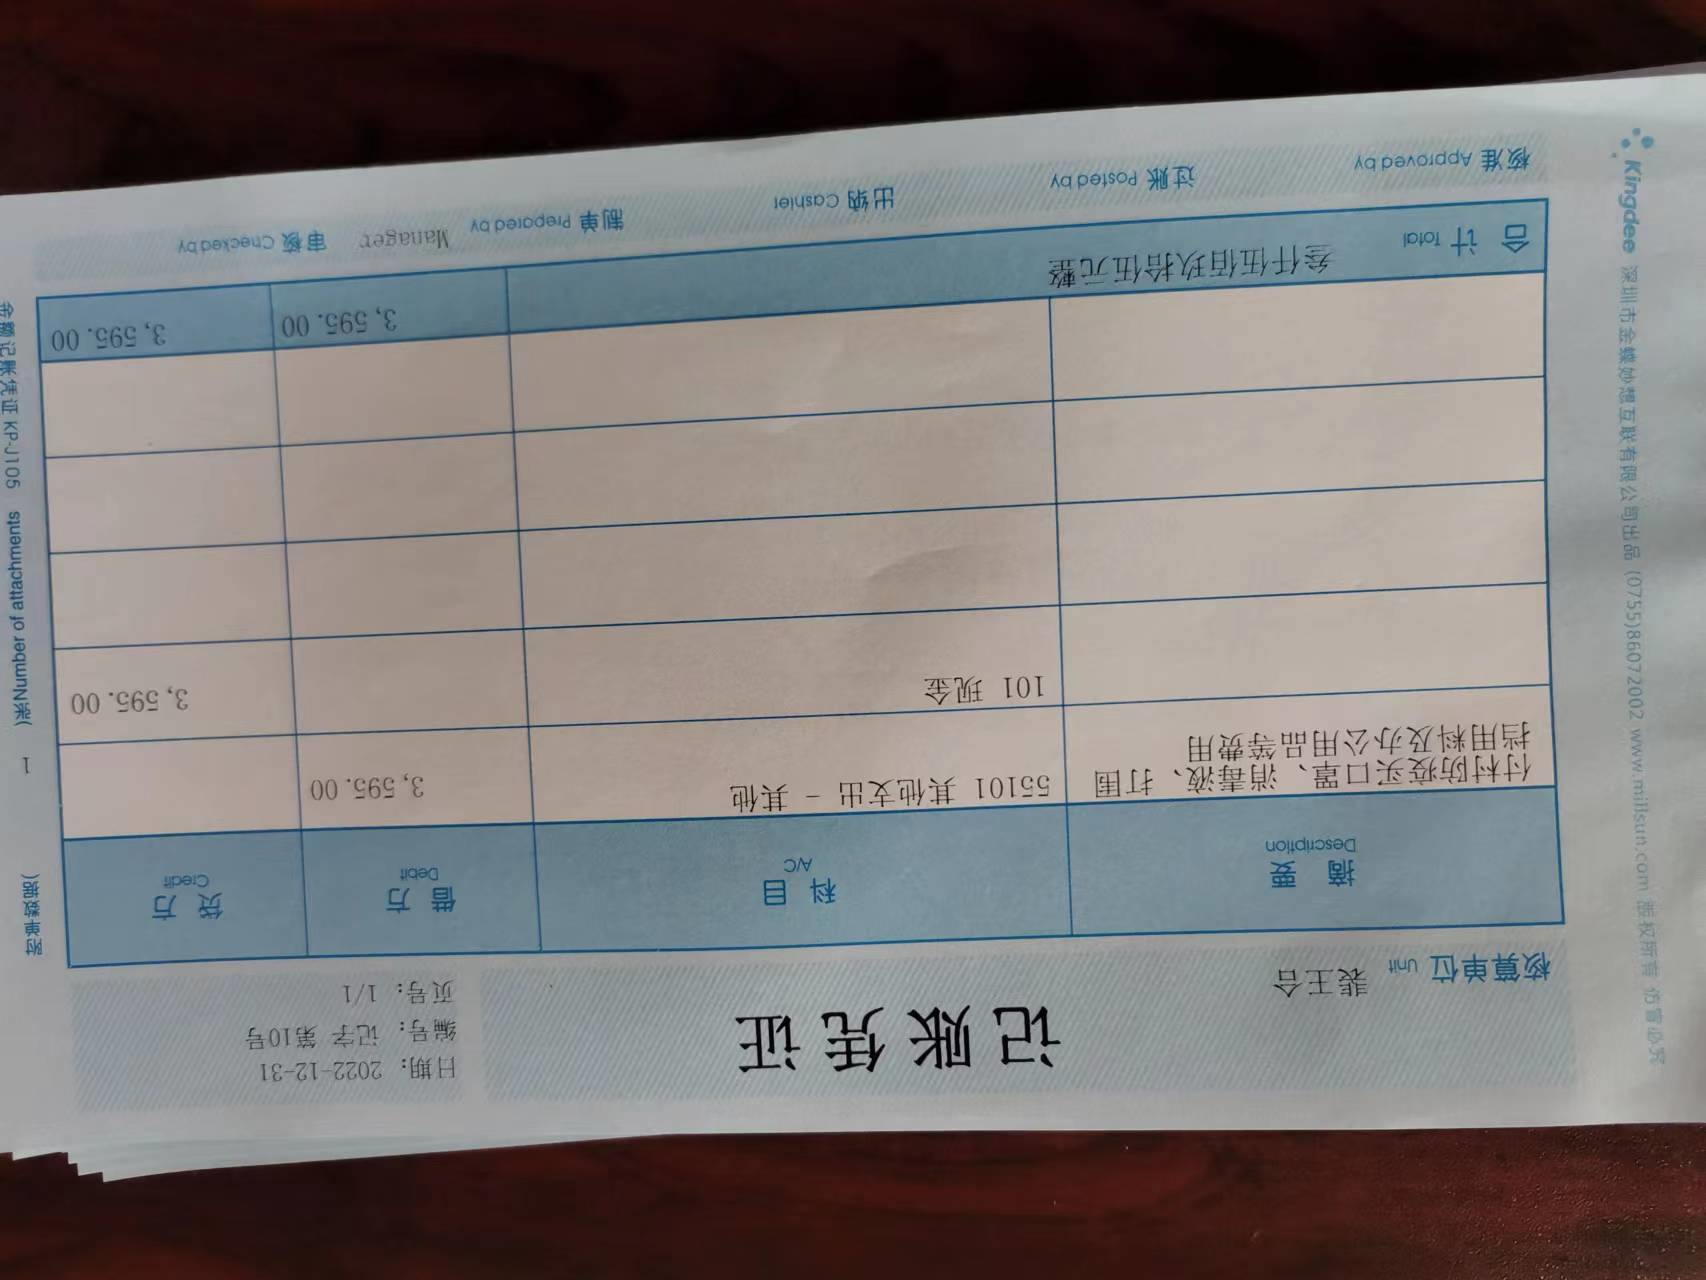 记账凭证
日期: 2022-12-31
编号: 记字 第10号
页号: 1/1
核算单位 Unit 裴王合
附单数据(
摘要 Description 科目 A/C 借方 Debit 贷方 Credit
付村防疫买口罩、消毒液、打围挡用料及办公用品等费用 55101 其他支出 - 其他 3,595.00
101 现金 3,595.00
合计 Total 叁仟伍佰玖拾伍元整 3,595.00 3,595.00
核准 Approved by 过账 Posted by 出纳 Cashier 制单 Prepared by Manager 审核 Checked by
1
张)Number of attachments
金额记账凭证 KP-J105
Kingdee 深圳市金蝶妙想互联有限公司出品 (0755)86072002 www.millsun.com 版权所有 仿冒必究